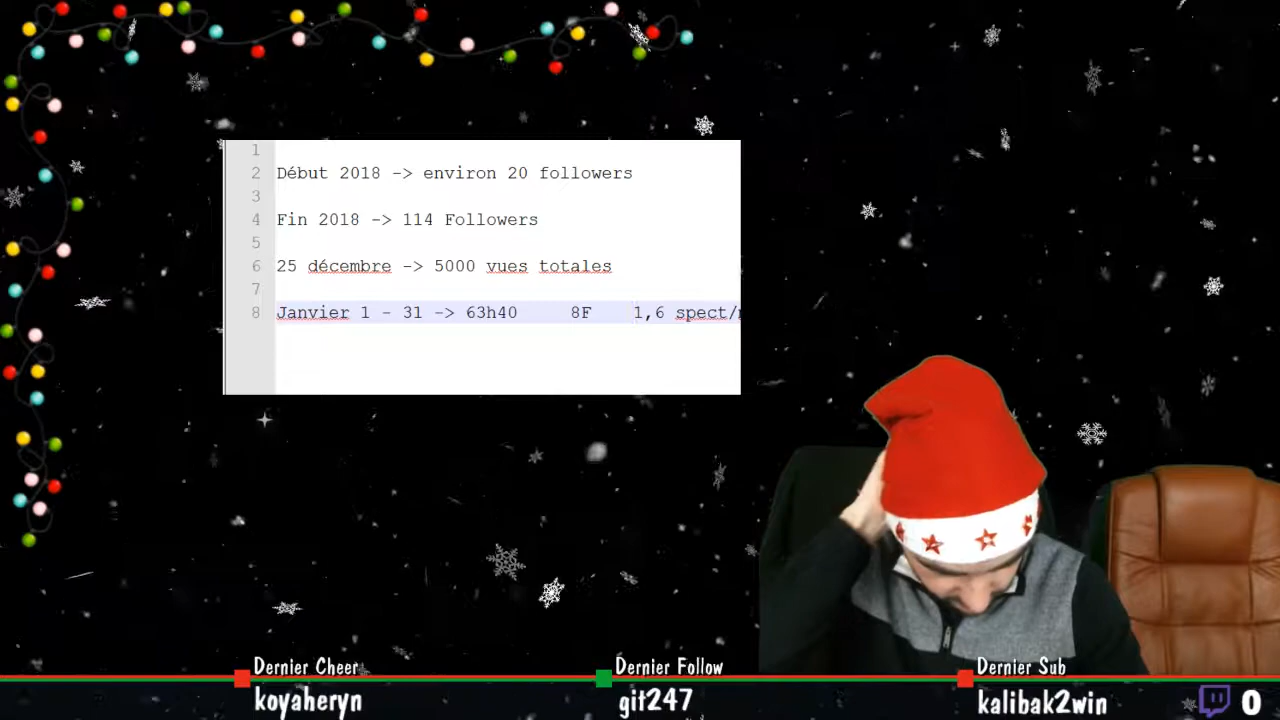 1
2 Début 2018 -> environ 20 followers
3
4 Fin 2018 -> 114 Followers
5
6 25 décembre -> 5000 vues totales
7
8 Janvier 1 - 31 -> 63h40 8F 1,6 spect/
Dernier Cheer
koyaheryn
Dernier Follow
git247
Dernier Sub
kalibak2win
0